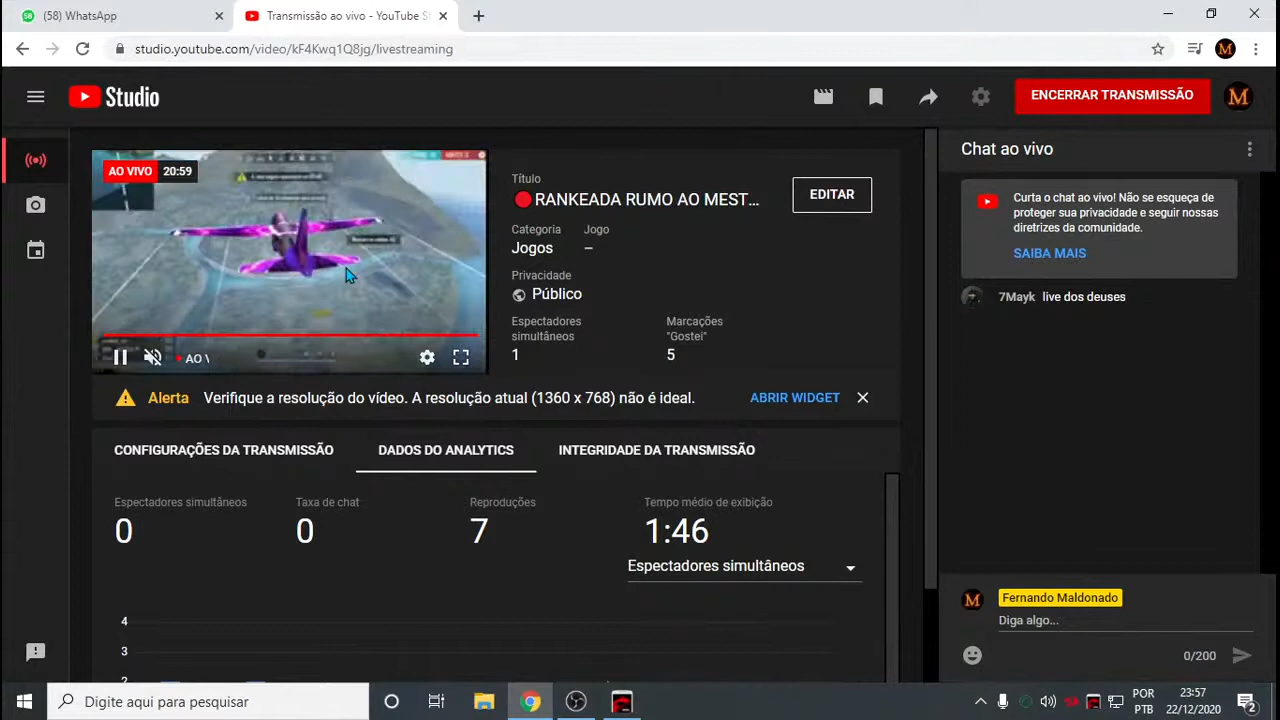 (58) WhatsApp
Transmissão ao vivo - YouTube St
studio.youtube.com/video/kF4Kwq1Q8jg/livestreaming
M
Studio
ENCERRAR TRANSMISSÃO
M
AO VIVO 20:59
Título
RANKEADA RUMO AO MEST...
EDITAR
Categoria Jogo
Jogos –
Privacidade
Público
Espectadores simultâneos
1
Marcações "Gostei"
5
AO \
Alerta Verifique a resolução do vídeo. A resolução atual (1360 x 768) não é ideal. ABRIR WIDGET
CONFIGURAÇÕES DA TRANSMISSÃO DADOS DO ANALYTICS INTEGRIDADE DA TRANSMISSÃO
Espectadores simultâneos Taxa de chat Reproduções Tempo médio de exibição
0 0 7 1:46
Espectadores simultâneos
4
3
2
Chat ao vivo
Curta o chat ao vivo! Não se esqueça de
proteger sua privacidade e seguir nossas
diretrizes da comunidade.
SAIBA MAIS
7Mayk live dos deuses
M Fernando Maldonado
Diga algo...
0/200
Digite aqui para pesquisar
POR
PTB
23:57
22/12/2020
2